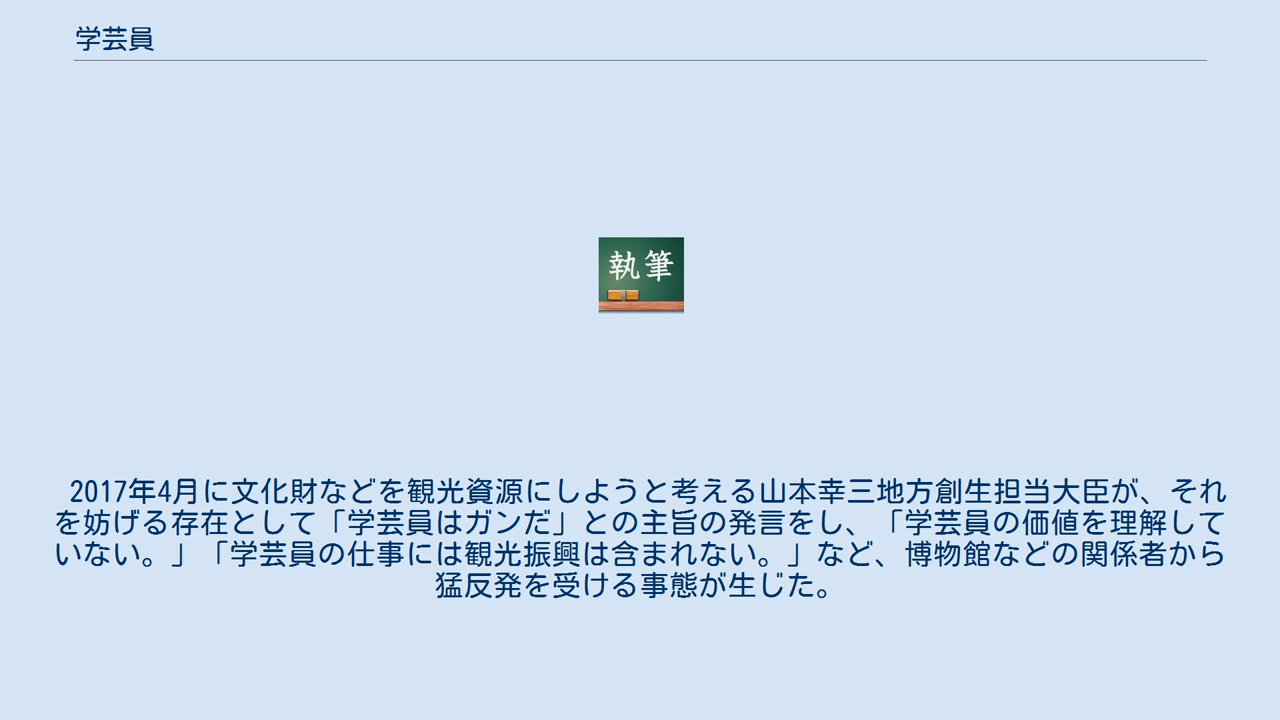 学芸員
執筆
2017年4月に文化財などを観光資源にしようと考える山本幸三地方創生担当大臣が、それ
を妨げる存在として「学芸員はガンだ」との主旨の発言をし、「学芸員の価値を理解して
いない。」「学芸員の仕事には観光振興は含まれない。」など、博物館などの関係者から
猛反発を受ける事態が生じた。